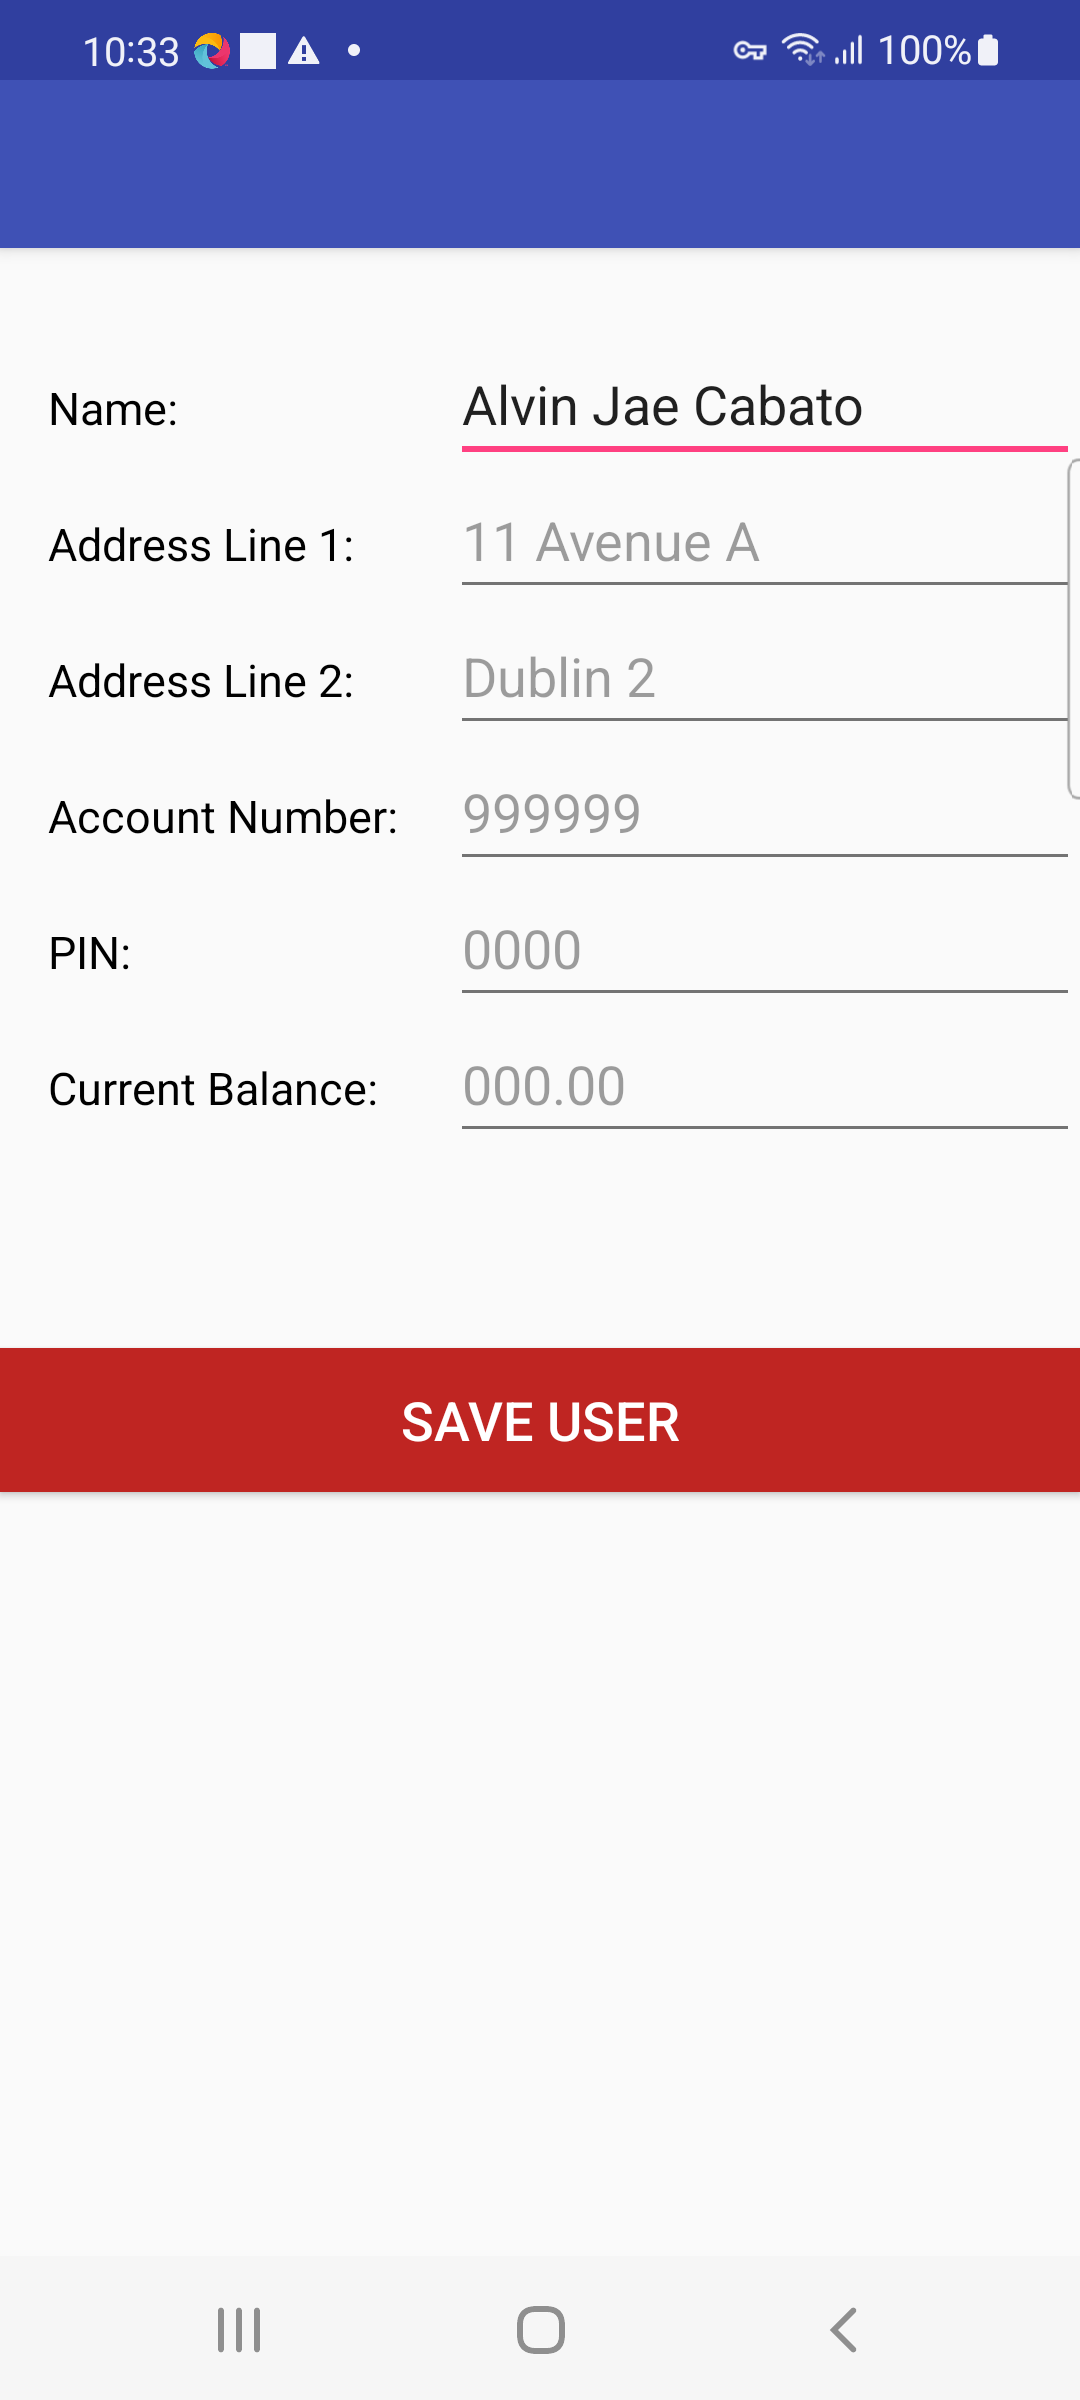 10:33 100%
Name: Alvin Jae Cabato
Address Line 1: 11 Avenue A
Address Line 2: Dublin 2
Account Number: 999999
PIN: 0000
Current Balance: 000.00
SAVE USER